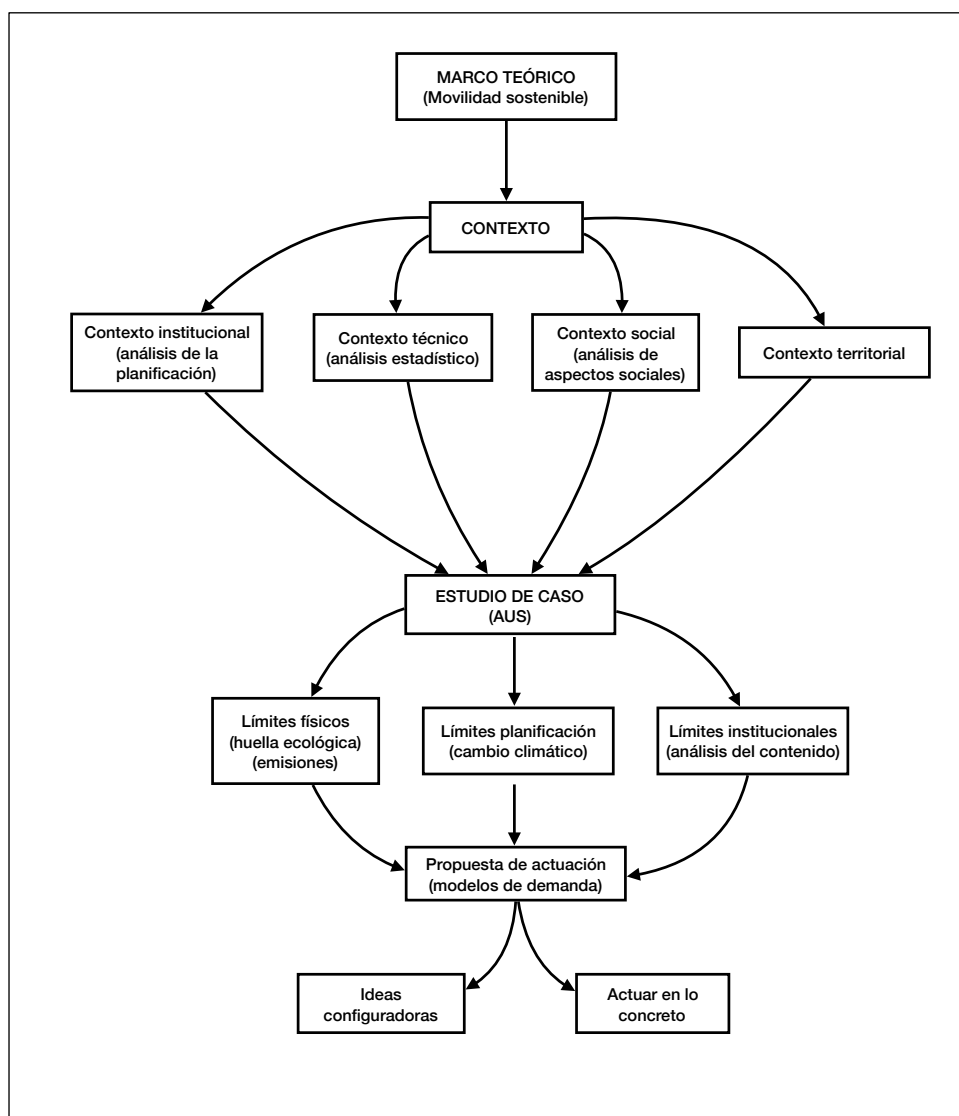 MARCO TEÓRICO
(Movilidad sostenible)
CONTEXTO
Contexto institucional
(análisis de la
planificación)
Contexto técnico
(análisis estadístico)
Contexto social
(análisis de
aspectos sociales)
Contexto territorial
ESTUDIO DE CASO
(AUS)
Límites físicos
(huella ecológica)
(emisiones)
Límites planificación
(cambio climático)
Límites institucionales
(análisis del contenido)
Propuesta de actuación
(modelos de demanda)
Ideas
configuradoras
Actuar en lo
concreto